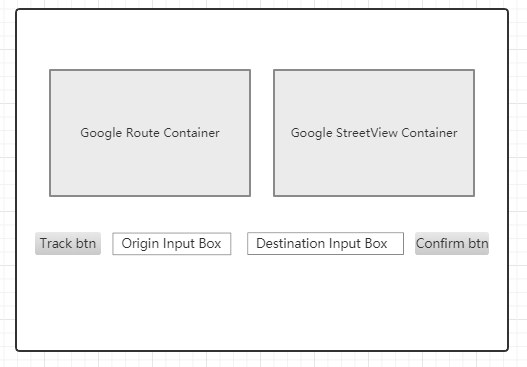 Google Route Container
Google StreetView Container
Track btn
Origin Input Box
Destination Input Box
Confirm btn